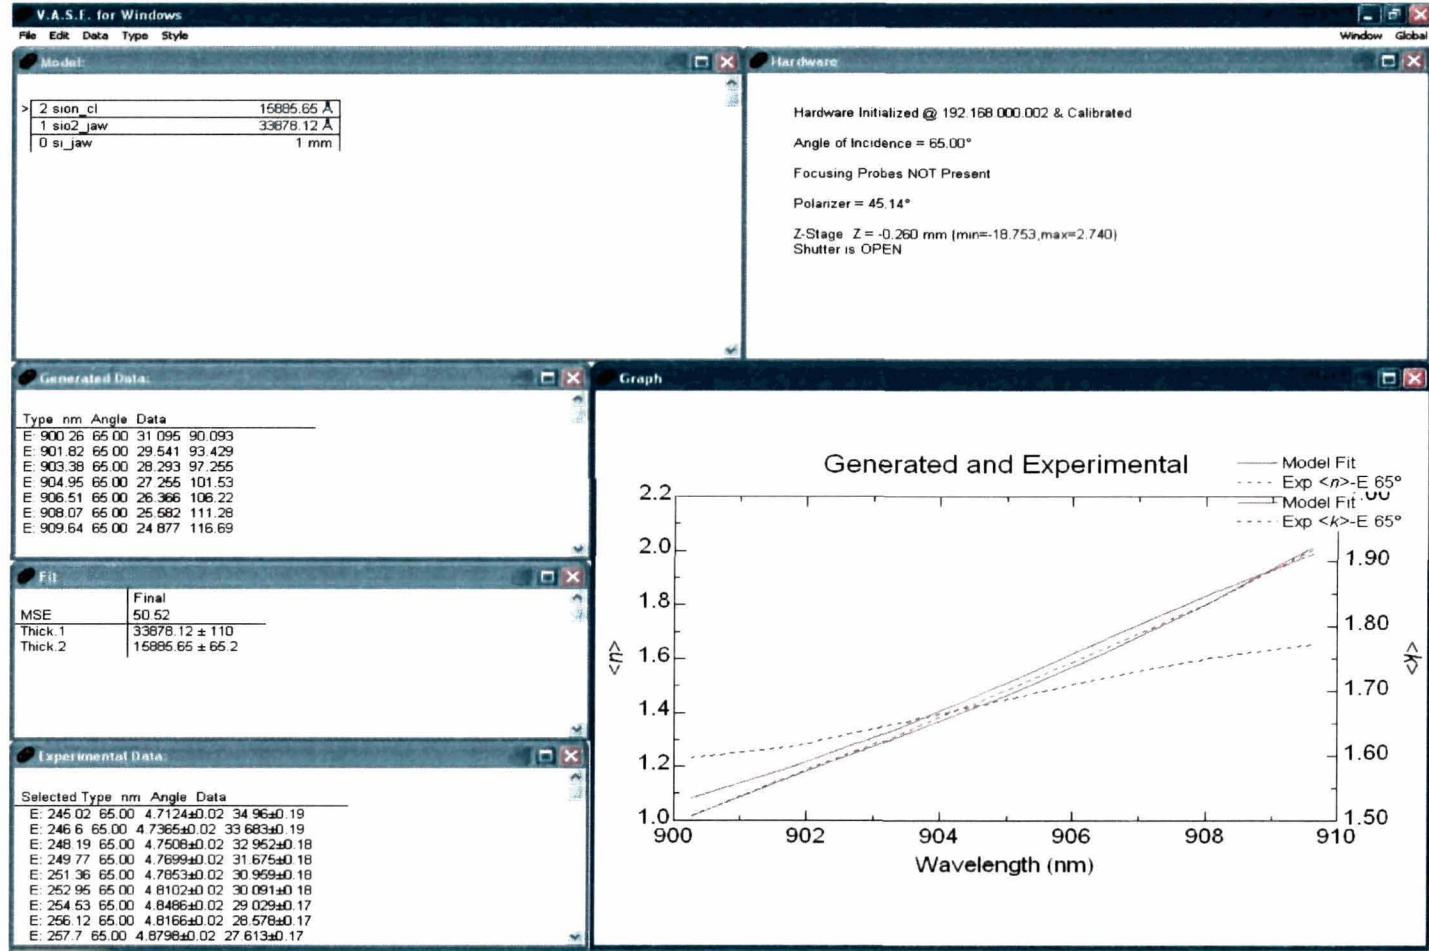 V.A.S.E. for Windows
File Edit Data Type Style
Window Global
Model:
> 2 sion_cl 15885.65 Å
1 sio2_jaw 33878.12 Å
0 si_jaw 1 mm
Hardware
Hardware Initialized @ 192.168.000.002 & Calibrated
Angle of Incidence = 65.00°
Focusing Probes NOT Present
Polarizer = 45.14°
Z-Stage Z = -0.260 mm (min=-18.753,max=2.740)
Shutter is OPEN
Generated Data:
Type nm Angle Data
E: 900.26 65.00 31.095 90.093
E: 901.82 65.00 29.541 93.429
E: 903.38 65.00 28.293 97.255
E: 904.95 65.00 27.255 101.53
E: 906.51 65.00 26.366 106.22
E: 908.07 65.00 25.582 111.28
E: 909.64 65.00 24.877 116.69
Fit
Final
MSE 50.52
Thick.1 33878.12 ± 110
Thick.2 15885.65 ± 65.2
Experimental Data:
Selected Type nm Angle Data
E: 245.02 65.00 4.7124±0.02 34.96±0.19
E: 246.6 65.00 4.7365±0.02 33.683±0.19
E: 248.19 65.00 4.7508±0.02 32.952±0.18
E: 249.77 65.00 4.7699±0.02 31.675±0.18
E: 251.36 65.00 4.7853±0.02 30.959±0.18
E: 252.95 65.00 4.8102±0.02 30.091±0.18
E: 254.53 65.00 4.8486±0.02 29.029±0.17
E: 256.12 65.00 4.8166±0.02 28.578±0.17
E: 257.7 65.00 4.8798±0.02 27.613±0.17
Graph
Generated and Experimental
Model Fit
Exp <n>-E 65°
Model Fit
Exp <k>-E 65°
2.2
2.0
1.8
1.6
1.4
1.2
1.0
<n>
1.90
1.80
1.70
1.60
1.50
<k>
900 902 904 906 908 910
Wavelength (nm)